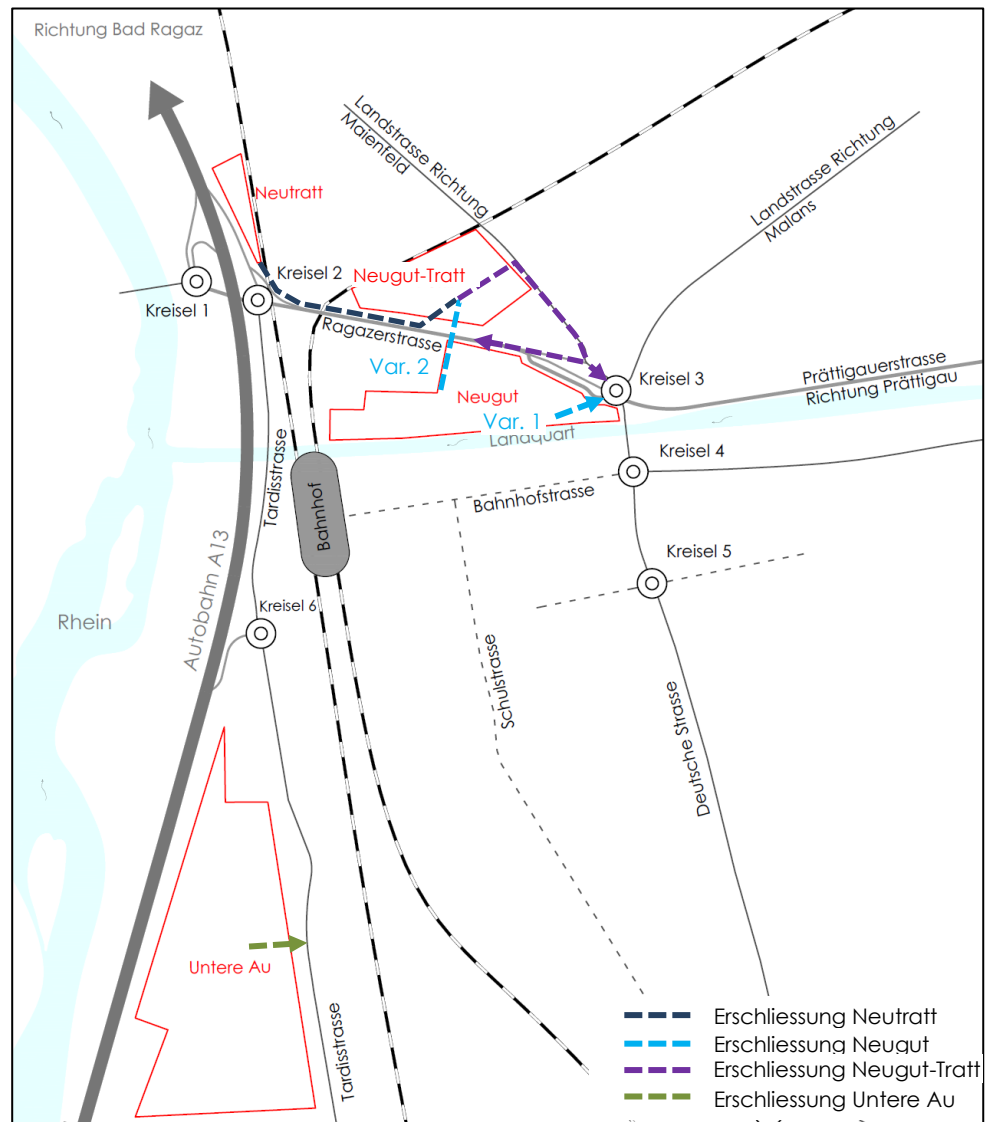 Richtung Bad Ragaz
Landstrasse Richtung
Maienfeld
Landstrasse Richtung
Malans
Neutratt
Kreisel 2
Neugut-Tratt
Kreisel 1
Ragazerstrasse
Var. 2
Kreisel 3
Prättigauerstrasse
Richtung Prättigau
Neugut
Var. 1
Landquart
Kreisel 4
Tardisstrasse
Bahnhof
Bahnhofstrasse
Kreisel 5
Autobahn A13
Kreisel 6
Rhein
Schulstrasse
Deutsche Strasse
Untere Au
Tardisstrasse
Erschliessung Neutratt
Erschliessung Neugut
Erschliessung Neugut-Tratt
Erschliessung Untere Au